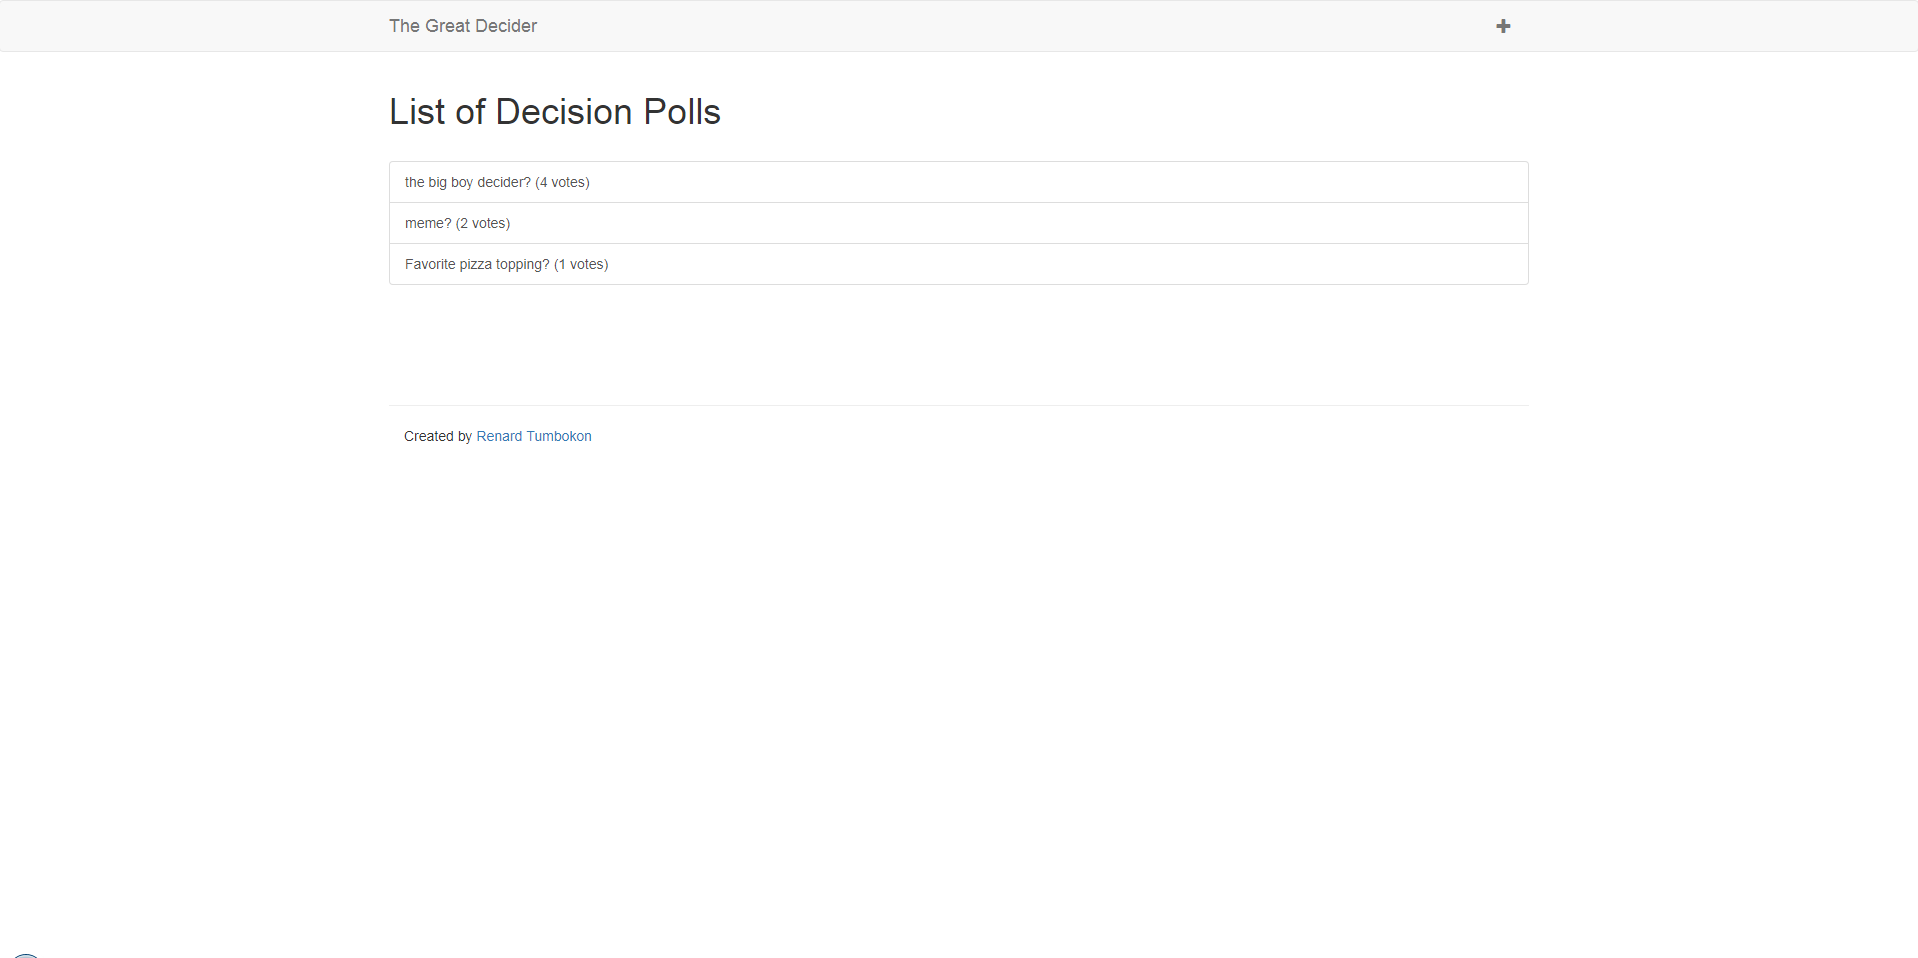 The Great Decider
List of Decision Polls
the big boy decider? (4 votes)
meme? (2 votes)
Favorite pizza topping? (1 votes)
Created by Renard Tumbokon